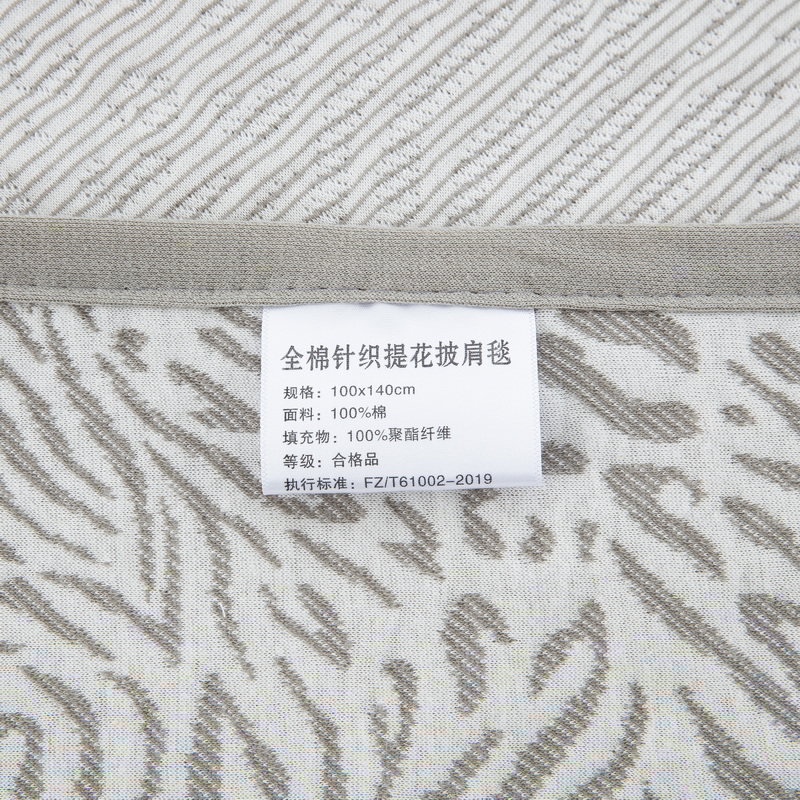 全棉针织提花披肩毯
规格：100x140cm
面料：100%棉
填充物：100%聚酯纤维
等级：合格品
执行标准：FZ/T61002-2019